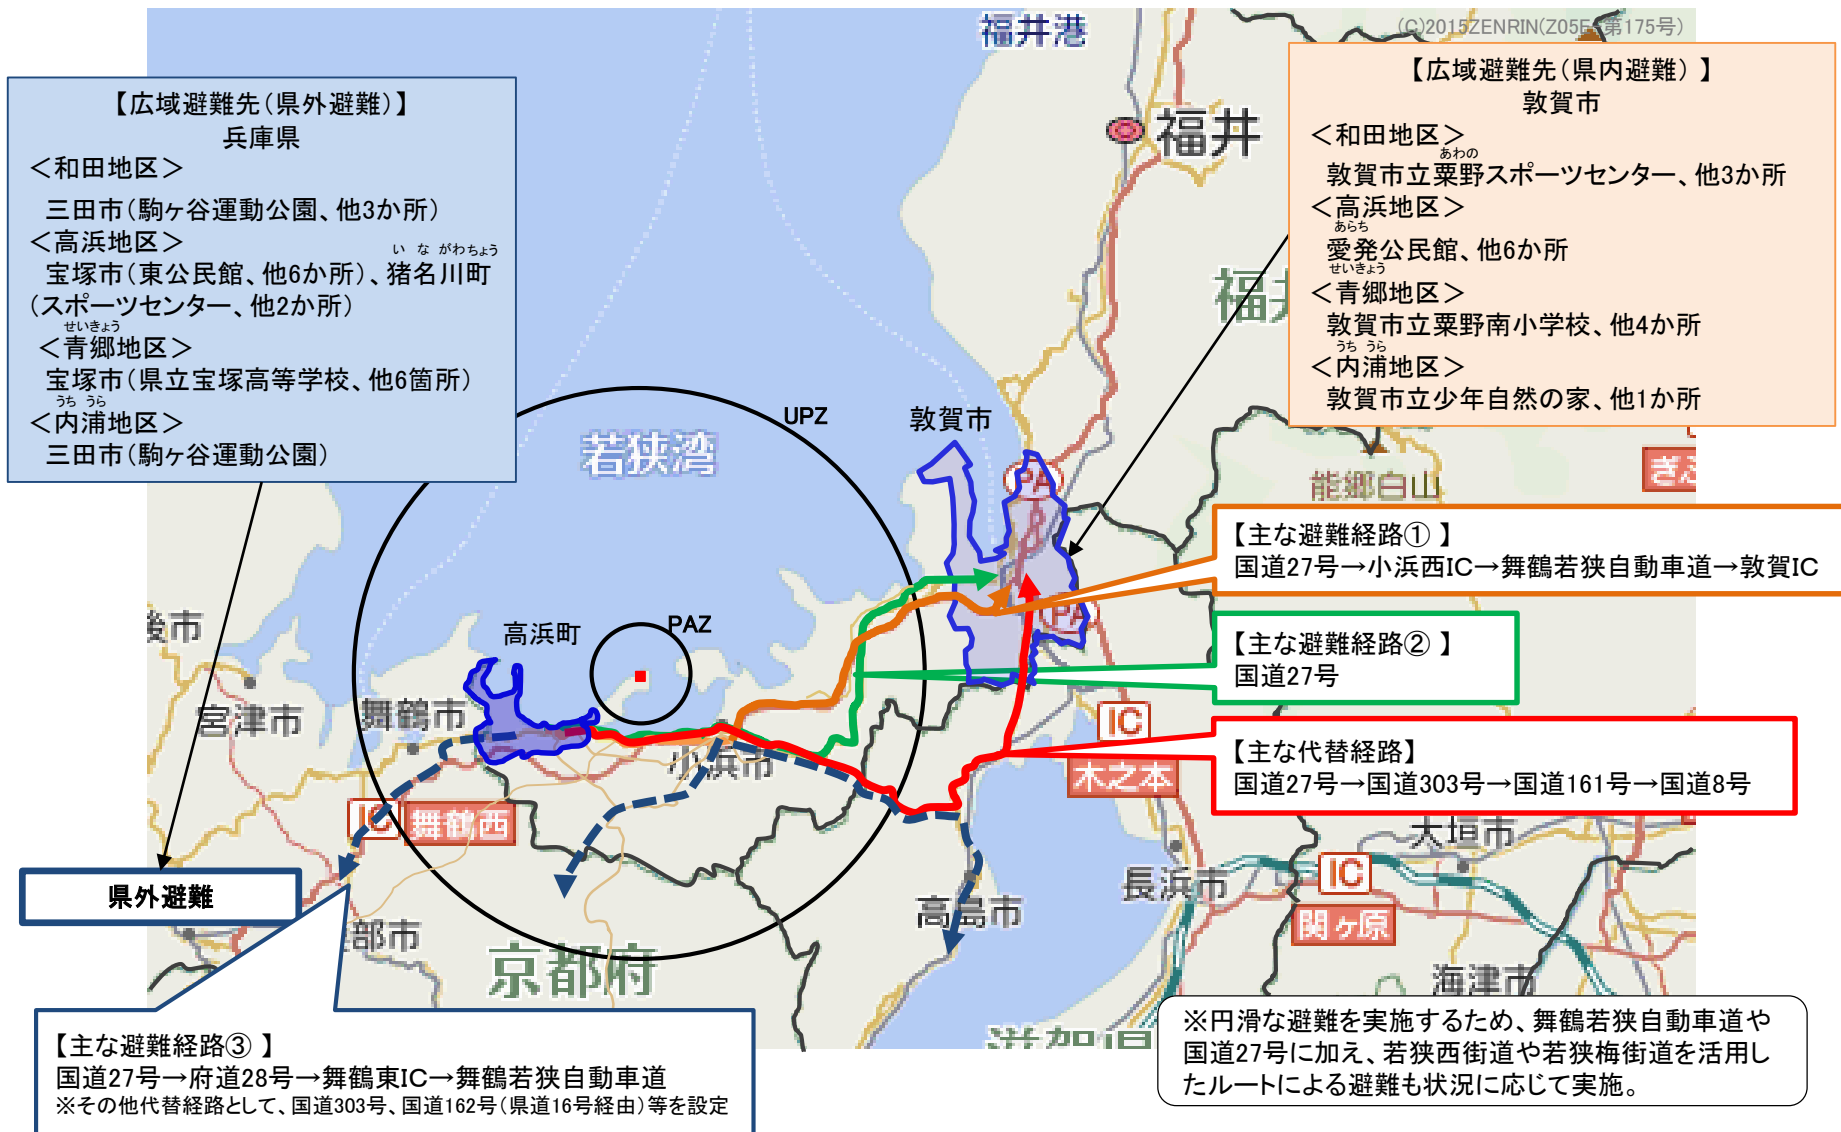 (C)2015ZENRIN(Z05E-第175号)
【広域避難先(県外避難)】
兵庫県
<和田地区>
三田市(駒ヶ谷運動公園、他3か所)
<高浜地区>
い な がわちょう
宝塚市(東公民館、他6か所)、猪名川町
(スポーツセンター、他2か所)
せいきょう
<青郷地区>
宝塚市(県立宝塚高等学校、他6箇所)
うち うら
<内浦地区>
三田市(駒ヶ谷運動公園)
【広域避難先(県内避難) 】
敦賀市
<和田地区>
あわの
敦賀市立粟野スポーツセンター、他3か所
<高浜地区>
あらち
愛発公民館、他6か所
せいきょう
<青郷地区>
敦賀市立粟野南小学校、他4か所
うち うら
<内浦地区>
敦賀市立少年自然の家、他1か所
福井港
福井
福井
若狭湾
UPZ
敦賀市
PA
能郷白山
ぎふ
【主な避難経路① 】
国道27号→小浜西IC→舞鶴若狭自動車道→敦賀IC
PA
【主な避難経路② 】
国道27号
高浜町
PAZ
後市
宮津市
舞鶴市
小浜市
IC
木之本
【主な代替経路】
国道27号→国道303号→国道161号→国道8号
IC
舞鶴西
大垣市
長浜市
IC
関ヶ原
県外避難
部市
京都府
高島市
海津市
滋賀県
【主な避難経路③ 】
国道27号→府道28号→舞鶴東IC→舞鶴若狭自動車道
※その他代替経路として、国道303号、国道162号(県道16号経由)等を設定
※円滑な避難を実施するため、舞鶴若狭自動車道や
国道27号に加え、若狭西街道や若狭梅街道を活用し
たルートによる避難も状況に応じて実施。